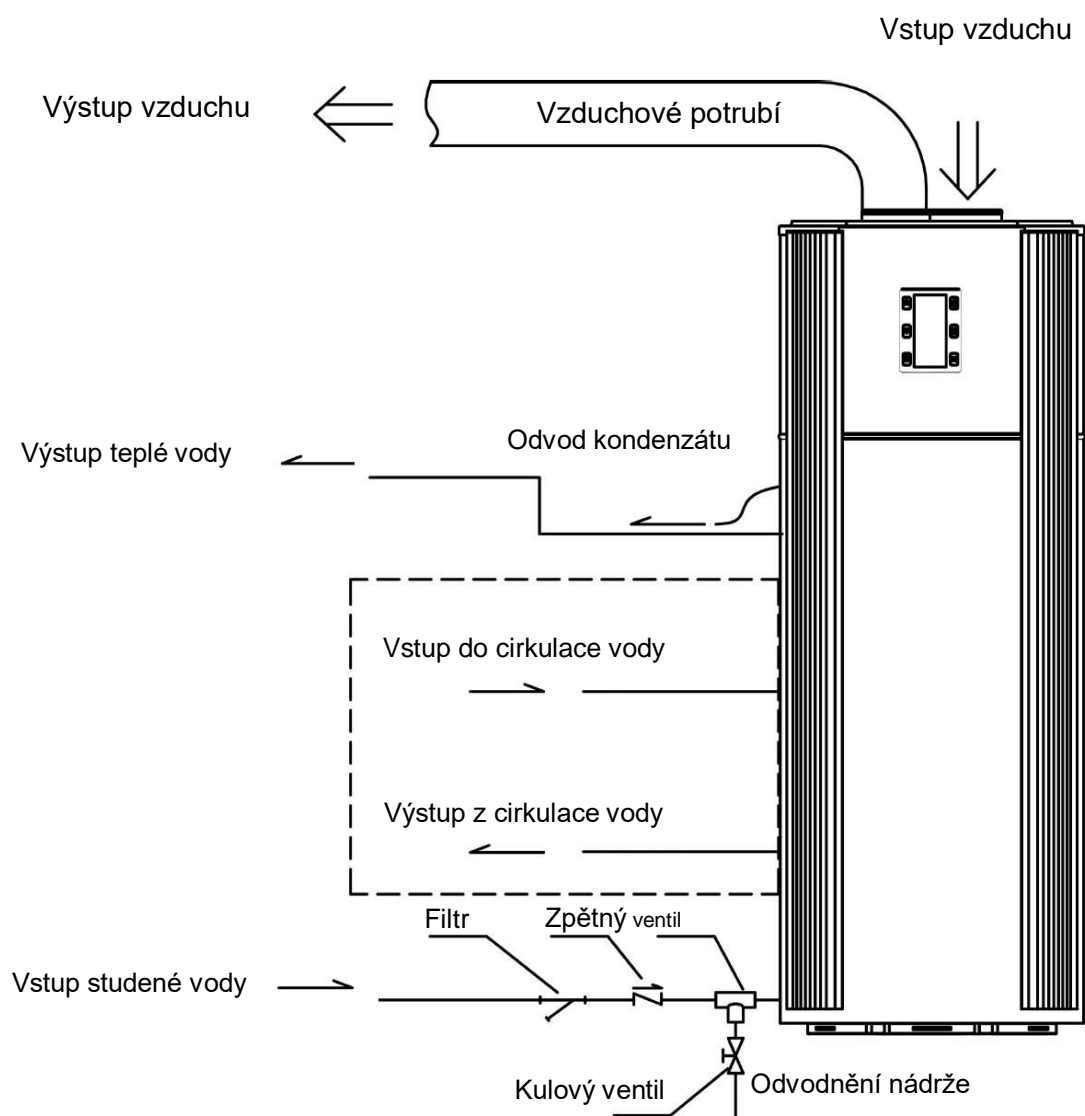 Vstup vzduchu
Výstup vzduchu
Vzduchové potrubí
Odvod kondenzátu
Výstup teplé vody
Vstup do cirkulace vody
Výstup z cirkulace vody
Filtr
Zpětný ventil
Vstup studené vody
Kulový ventil
Odvodnění nádrže